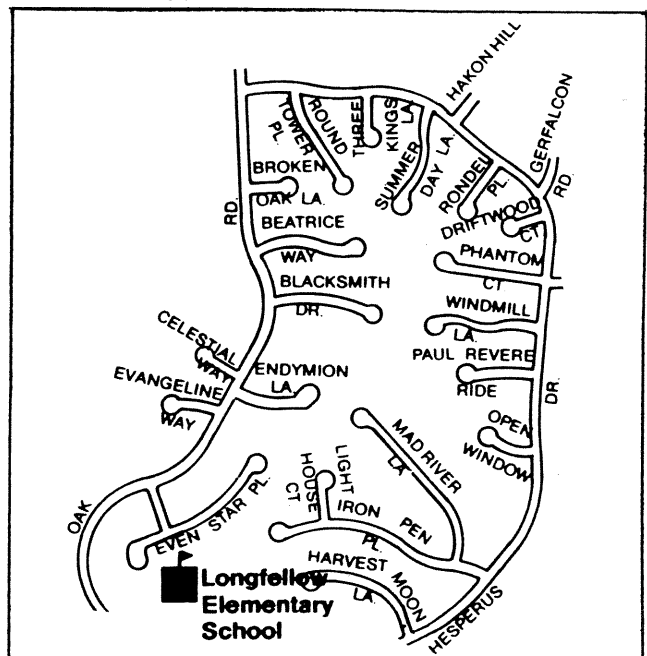 HAKON HILL
GERFALCON
RD.
ROUND
TOWER
PL.
THREE
KINGS
LA.
SUMMER
DAY LA.
RONDEL
PL.
DRIFTWOOD
CT
BROKEN
OAK LA.
RD.
BEATRICE
WAY
PHANTOM
CT
BLACKSMITH
DR.
WINDMILL
LA.
CELESTIAL
WAY
ENDYMION
LA.
PAUL REVERE
RIDE
DR.
EVANGELINE
WAY
OPEN
WINDOW
MAD RIVER
LA
LIGHT
HOUSE
CT
OAK
EVEN STAR PL.
IRON PEN
PL.
HARVEST MOON
LA.
HESPERUS
Longfellow
Elementary
School